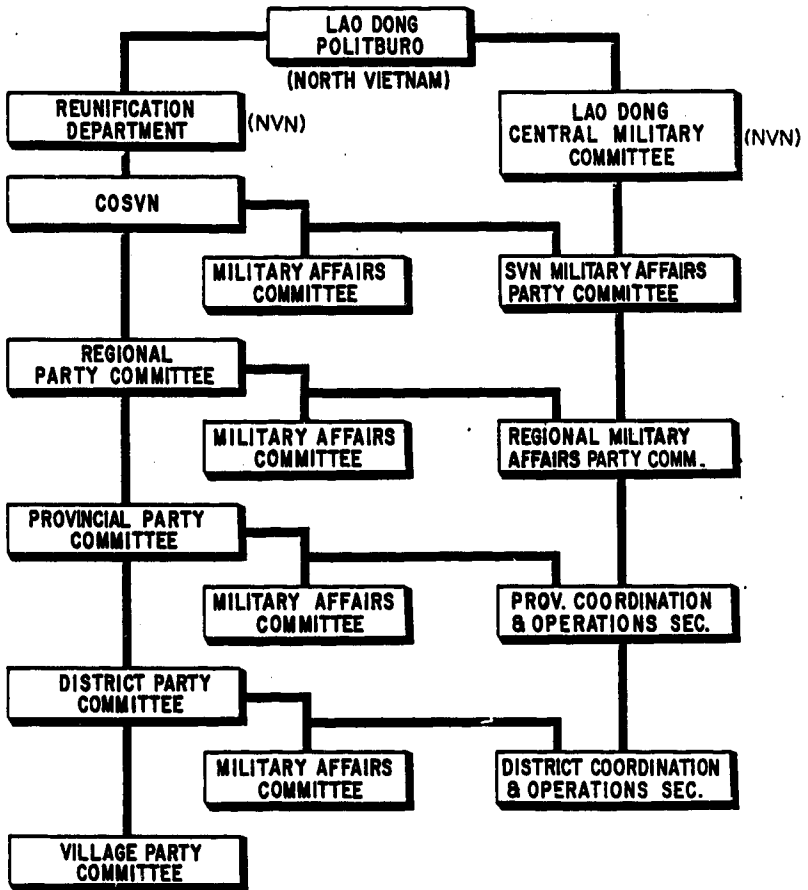 LAO DONG
POLITBURO
(NORTH VIETNAM)
REUNIFICATION
DEPARTMENT
(NVN)
LAO DONG
CENTRAL MILITARY
COMMITTEE
(NVN)
COSVN
MILITARY AFFAIRS
COMMITTEE
SVN MILITARY AFFAIRS
PARTY COMMITTEE
REGIONAL
PARTY COMMITTEE
MILITARY AFFAIRS
COMMITTEE
REGIONAL MILITARY
AFFAIRS PARTY COMM.
PROVINCIAL PARTY
COMMITTEE
MILITARY AFFAIRS
COMMITTEE
PROV. COORDINATION
& OPERATIONS SEC.
DISTRICT PARTY
COMMITTEE
MILITARY AFFAIRS
COMMITTEE
DISTRICT COORDINATION
& OPERATIONS SEC.
VILLAGE PARTY
COMMITTEE